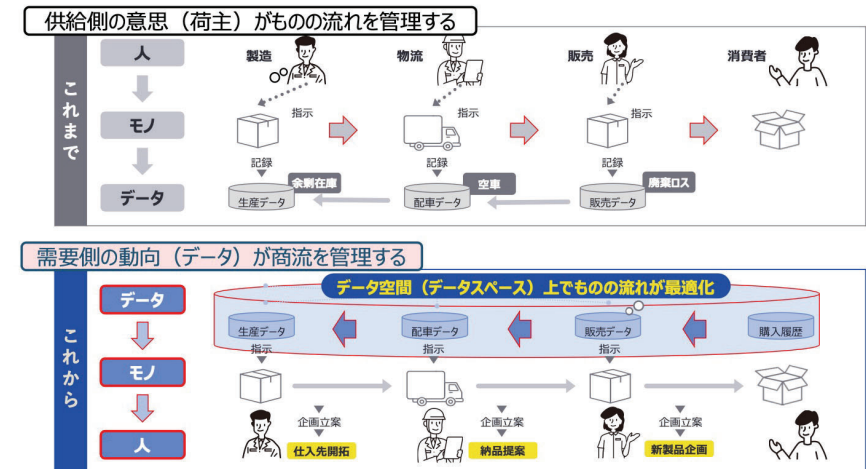 供給側の意思（荷主）がものの流れを管理する
これまで
人
モノ
データ
製造
物流
販売
消費者
指示
指示
指示
記録
記録
記録
余剰在庫
空車
廃棄ロス
生産データ
配車データ
販売データ
需要側の動向（データ）が商流を管理する
これから
データ
モノ
人
データ空間（データスペース）上でものの流れが最適化
生産データ
配車データ
販売データ
購入履歴
指示
指示
指示
企画立案
企画立案
企画立案
仕入先開拓
納品提案
新製品企画